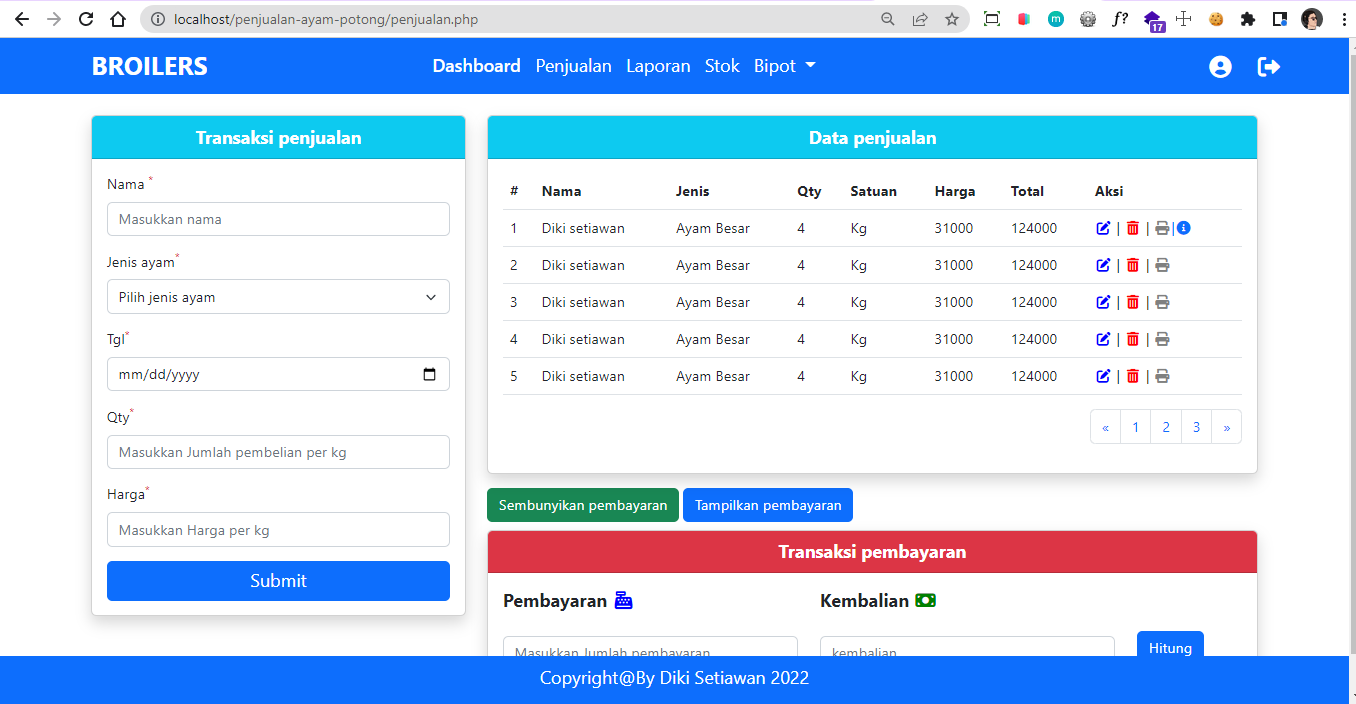 localhost/penjualan-ayam-potong/penjualan.php
f?
m
17
BROILERS
Dashboard Penjualan Laporan Stok Bipot
Transaksi penjualan
Nama *
Masukkan nama
Jenis ayam*
Pilih jenis ayam
Tgl*
mm/dd/yyyy
Qty*
Masukkan Jumlah pembelian per kg
Harga*
Masukkan Harga per kg
Submit
Data penjualan
# Nama Jenis Qty Satuan Harga Total Aksi
1 Diki setiawan Ayam Besar 4 Kg 31000 124000 | | |
2 Diki setiawan Ayam Besar 4 Kg 31000 124000 | |
3 Diki setiawan Ayam Besar 4 Kg 31000 124000 | |
4 Diki setiawan Ayam Besar 4 Kg 31000 124000 | |
5 Diki setiawan Ayam Besar 4 Kg 31000 124000 | |
« 1 2 3 »
Sembunyikan pembayaran Tampilkan pembayaran
Transaksi pembayaran
Pembayaran Kembalian
Masukkan Jumlah pembayaran kembalian Hitung
Copyright@By Diki Setiawan 2022